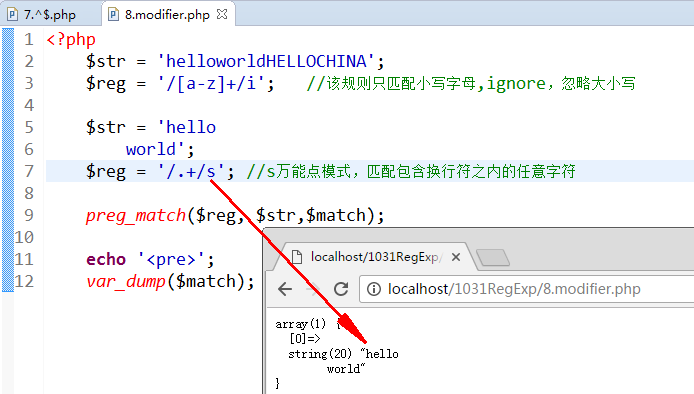 7.^$.php
8.modifier.php
1 <?php
2 $str = 'helloworldHELLOCHINA';
3 $reg = '/[a-z]+/i'; //该规则只匹配小写字母,ignore，忽略大小写
4
5 $str = 'hello
6 world';
7 $reg = '/.+/s'; //s万能点模式，匹配包含换行符之内的任意字符
8
9 preg_match($reg, $str,$match);
10
11 echo '<pre>';
12 var_dump($match);
localhost/1031RegExp/
localhost/1031RegExp/8.modifier.php
array(1) {
[0]=>
string(20) "hello
world"
}